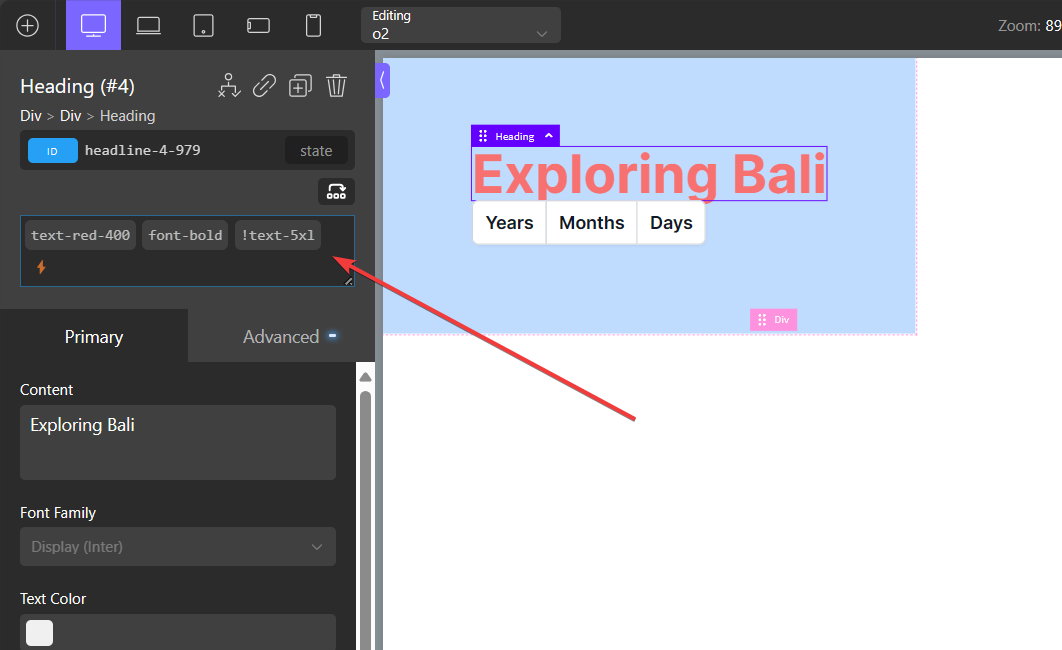 Editing
o2
Zoom: 89
Heading (#4)
Div > Div > Heading
ID headline-4-979 state
text-red-400 font-bold !text-5xl
Primary Advanced
Content
Exploring Bali
Font Family
Display (Inter)
Text Color
Heading
Exploring Bali
Years Months Days
Div